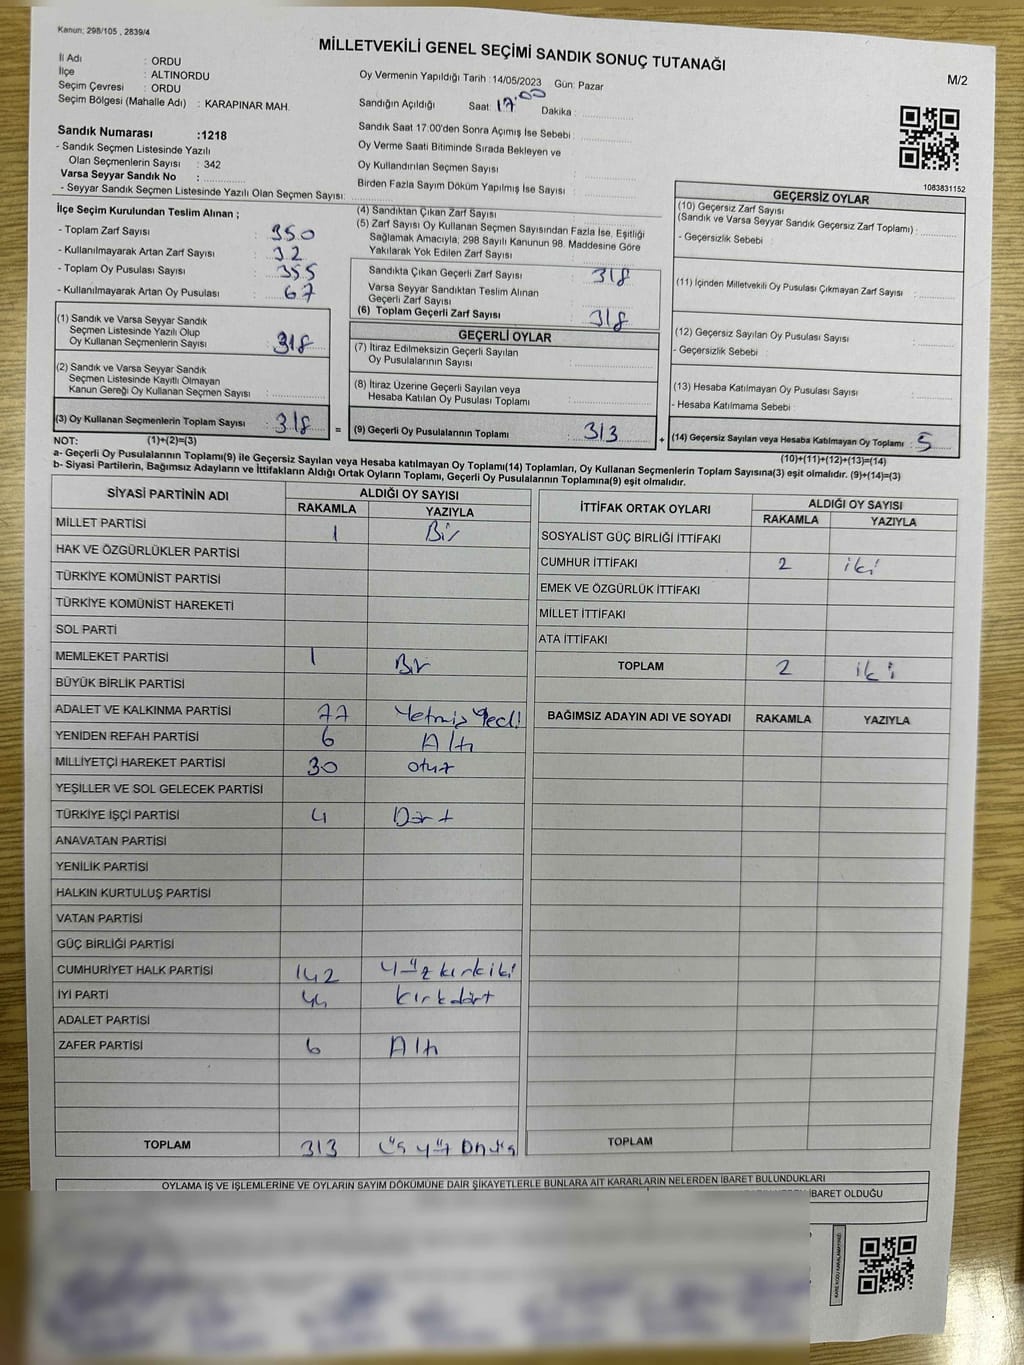 Kanun: 298/105 , 2839/4
MİLLETVEKİLİ GENEL SEÇİMİ SANDIK SONUÇ TUTANAĞI
M/2
İl Adı : ORDU
İlçe : ALTINORDU
Seçim Çevresi : ORDU
Seçim Bölgesi (Mahalle Adı) : KARAPINAR MAH.
Oy Vermenin Yapıldığı Tarih : 14/05/2023 Gün: Pazar
Sandığın Açıldığı Saat: 17:00 Dakika :
Sandık Saat 17:00'den Sonra Açımış İse Sebebi :
Oy Verme Saati Bitiminde Sırada Bekleyen ve
Oy Kullandırılan Seçmen Sayısı :
Birden Fazla Sayım Döküm Yapılmış İse Sayısı :
Sandık Numarası :1218
- Sandık Seçmen Listesinde Yazılı
Olan Seçmenlerin Sayısı : 342
Varsa Seyyar Sandık No :
- Seyyar Sandık Seçmen Listesinde Yazılı Olan Seçmen Sayısı:
1083831152
İlçe Seçim Kurulundan Teslim Alınan ;
- Toplam Zarf Sayısı : 350
- Kullanılmayarak Artan Zarf Sayısı : 32
- Toplam Oy Pusulası Sayısı : 355
- Kullanılmayarak Artan Oy Pusulası : 67
(1) Sandık ve Varsa Seyyar Sandık
Seçmen Listesinde Yazılı Olup
Oy Kullanan Seçmenlerin Sayısı : 318
(2) Sandık ve Varsa Seyyar Sandık
Seçmen Listesinde Kayıtlı Olmayan
Kanun Gereği Oy Kullanan Seçmen Sayısı :
(3) Oy Kullanan Seçmenlerin Toplam Sayısı : 318
(4) Sandıktan Çıkan Zarf Sayısı :
(5) Zarf Sayısı Oy Kullanan Seçmen Sayısından Fazla İse, Eşitliği
Sağlamak Amacıyla, 298 Sayılı Kanunun 98. Maddesine Göre
Yakılarak Yok Edilen Zarf Sayısı :
Sandıkta Çıkan Geçerli Zarf Sayısı : 318
Varsa Seyyar Sandıktan Teslim Alınan
Geçerli Zarf Sayısı :
(6) Toplam Geçerli Zarf Sayısı : 318
GEÇERLİ OYLAR
(7) İtiraz Edilmeksizin Geçerli Sayılan
Oy Pusulalarının Sayısı :
(8) İtiraz Üzerine Geçerli Sayılan veya
Hesaba Katılan Oy Pusulası Toplamı :
= (9) Geçerli Oy Pusulalarının Toplamı : 313
GEÇERSİZ OYLAR
(10) Geçersiz Zarf Sayısı
(Sandık ve Varsa Seyyar Sandık Geçersiz Zarf Toplamı) :
- Geçersizlik Sebebi :
(11) İçinden Milletvekili Oy Pusulası Çıkmayan Zarf Sayısı :
(12) Geçersiz Sayılan Oy Pusulası Sayısı :
- Geçersizlik Sebebi :
(13) Hesaba Katılmayan Oy Pusulası Sayısı :
- Hesaba Katılmama Sebebi :
+ (14) Geçersiz Sayılan veya Hesaba Katılmayan Oy Toplamı : 5
NOT: (1)+(2)=(3)
(10)+(11)+(12)+(13)=(14)
a- Geçerli Oy Pusulalarının Toplamı(9) ile Geçersiz Sayılan veya Hesaba katılmayan Oy Toplamı(14) Toplamları, Oy Kullanan Seçmenlerin Toplam Sayısına(3) eşit olmalıdır. (9)+(14)=(3)
b- Siyasi Partilerin, Bağımsız Adayların ve İttifakların Aldığı Ortak Oyların Toplamı, Geçerli Oy Pusulalarının Toplamına(9) eşit olmalıdır.
SİYASİ PARTİNİN ADI
ALDIĞI OY SAYISI
RAKAMLA YAZIYLA
MİLLET PARTİSİ 1 Bir
HAK VE ÖZGÜRLÜKLER PARTİSİ
TÜRKİYE KOMÜNİST PARTİSİ
TÜRKİYE KOMÜNİST HAREKETİ
SOL PARTİ
MEMLEKET PARTİSİ 1 Bir
BÜYÜK BİRLİK PARTİSİ
ADALET VE KALKINMA PARTİSİ 77 Yetmiş Yedi
YENİDEN REFAH PARTİSİ 6 Altı
MİLLİYETÇİ HAREKET PARTİSİ 30 otuz
YEŞİLLER VE SOL GELECEK PARTİSİ
TÜRKİYE İŞÇİ PARTİSİ 4 Dört
ANAVATAN PARTİSİ
YENİLİK PARTİSİ
HALKIN KURTULUŞ PARTİSİ
VATAN PARTİSİ
GÜÇ BİRLİĞİ PARTİSİ
CUMHURİYET HALK PARTİSİ 142 yüz kırkiki
İYİ PARTİ 44 kırkdört
ADALET PARTİSİ
ZAFER PARTİSİ 6 Altı
TOPLAM 313 üç yüz Onüç
İTTİFAK ORTAK OYLARI
ALDIĞI OY SAYISI
RAKAMLA YAZIYLA
SOSYALİST GÜÇ BİRLİĞİ İTTİFAKI
CUMHUR İTTİFAKI 2 iki
EMEK VE ÖZGÜRLÜK İTTİFAKI
MİLLET İTTİFAKI
ATA İTTİFAKI
TOPLAM 2 iki
BAĞIMSIZ ADAYIN ADI VE SOYADI RAKAMLA YAZIYLA
TOPLAM
OYLAMA İŞ VE İŞLEMLERİNE VE OYLARIN SAYIM DÖKÜMÜNE DAİR ŞİKAYETLERLE BUNLARA AİT KARARLARIN NELERDEN İBARET BULUNDUKLARI
İBARET OLDUĞU